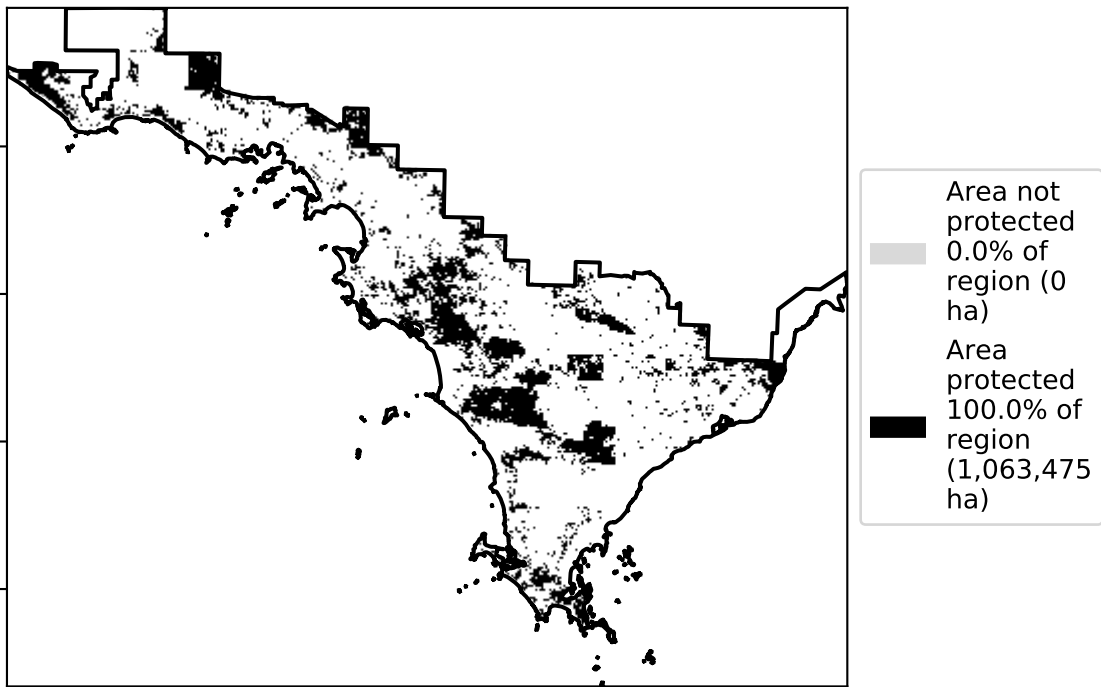 Area not
protected
0.0% of
region (0
ha)
Area
protected
100.0% of
region
(1,063,475
ha)